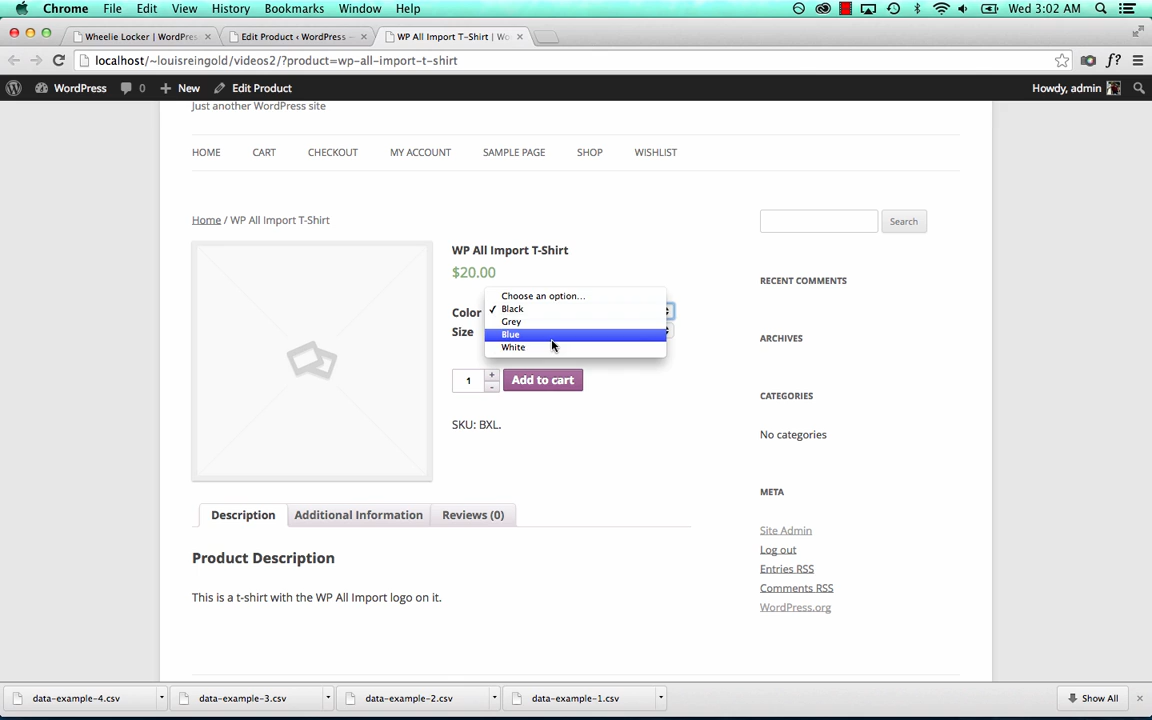 Chrome File Edit View History Bookmarks Window Help Wed 3:02 AM
Wheelie Locker | WordPres Edit Product ‹ WordPress — WP All Import T-Shirt | Wo
localhost/~louisreingold/videos2/?product=wp-all-import-t-shirt f?
WordPress 0 New Edit Product Howdy, admin
Just another WordPress site
HOME CART CHECKOUT MY ACCOUNT SAMPLE PAGE SHOP WISHLIST
Home / WP All Import T-Shirt
Search
WP All Import T-Shirt
$20.00
Choose an option...
Color
Black
Grey
Size
Blue
White
1 + - Add to cart
SKU: BXL.
RECENT COMMENTS
ARCHIVES
CATEGORIES
No categories
META
Site Admin
Log out
Entries RSS
Comments RSS
WordPress.org
Description Additional Information Reviews (0)
Product Description
This is a t-shirt with the WP All Import logo on it.
data-example-4.csv data-example-3.csv data-example-2.csv data-example-1.csv Show All